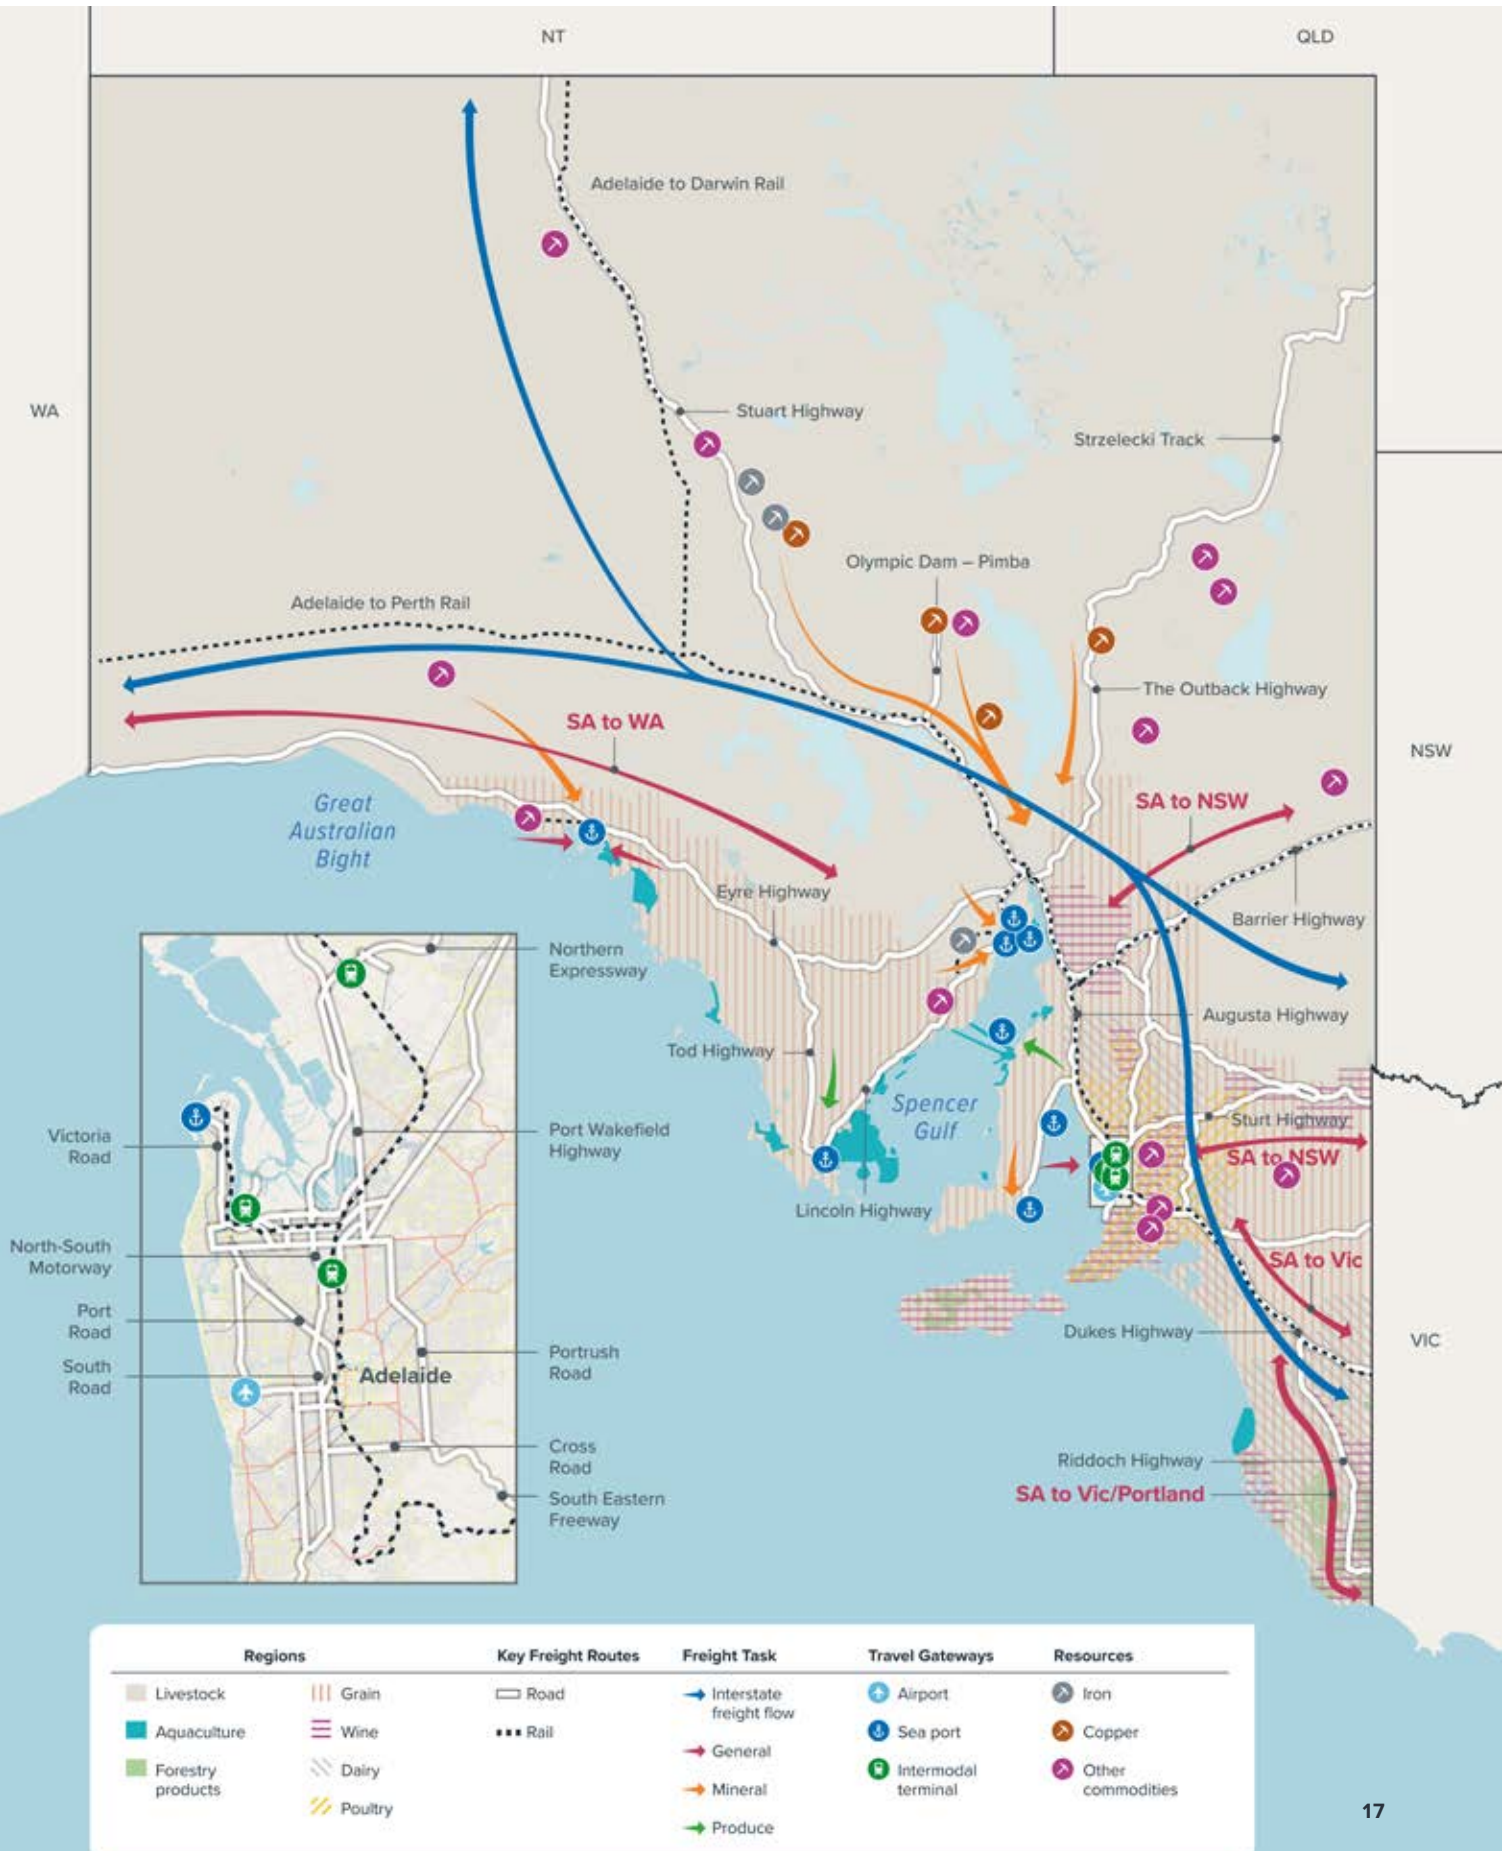 NT
QLD
Adelaide to Darwin Rail
WA
Stuart Highway
Strzelecki Track
Olympic Dam – Pimba
Adelaide to Perth Rail
The Outback Highway
SA to WA
NSW
SA to NSW
Great
Australian
Bight
Eyre Highway
Barrier Highway
Northern
Expressway
Augusta Highway
Tod Highway
Spencer
Gulf
Sturt Highway
Victoria
Road
Port Wakefield
Highway
SA to NSW
Lincoln Highway
North-South
Motorway
SA to Vic
Port
Road
Dukes Highway
VIC
South
Road
Adelaide
Portrush
Road
Cross
Road
Riddoch Highway
SA to Vic/Portland
South Eastern
Freeway
Regions
Livestock
Aquaculture
Forestry
products
Grain
Wine
Dairy
Poultry
Key Freight Routes
Road
Rail
Freight Task
Interstate
freight flow
General
Mineral
Produce
Travel Gateways
Airport
Sea port
Intermodal
terminal
Resources
Iron
Copper
Other
commodities
17